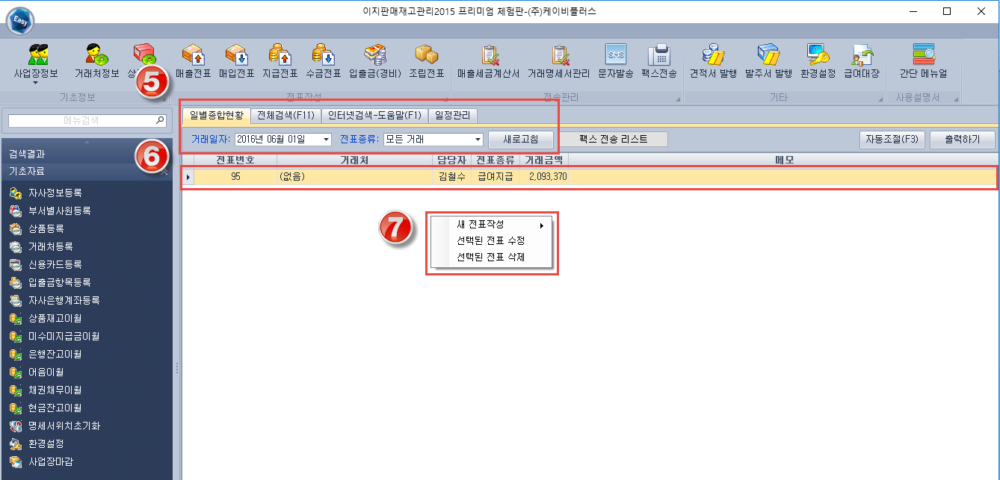 이지판매재고관리2015 프리미엄 체험판-(주)케이비플러스
Easy
사업장정보 거래처정보 매출전표 매입전표 지급전표 수금전표 입출금(경비) 조립전표 매출세금계산서 거래명세서관리 문자발송 팩스전송 견적서 발행 발주서 발행 환경설정 급여대장 간단 메뉴얼
SMS
5
기초정보 전표작성 전송관리 기타 사용설명서
메뉴검색
일별종합현황 전체검색(F11) 인터넷검색-도움말(F1) 일정관리
거래일자: 2016년 06월 01일 전표종류: 모든 거래 새로고침 팩스 전송 리스트 자동조절(F3) 출력하기
6
전표번호 거래처 담당자 전표종류 거래금액 메모
95 (없음) 김철수 급여지급 2,093,370
검색결과
기초자료
자사정보등록
부서별사원등록
상품등록
거래처등록
신용카드등록
입출금항목등록
자사은행계좌등록
상품재고이월
미수미지급금이월
은행잔고이월
어음이월
채권채무이월
현금잔고이월
명세서위치초기화
환경설정
사업장마감
7
새 전표작성
선택된 전표 수정
선택된 전표 삭제